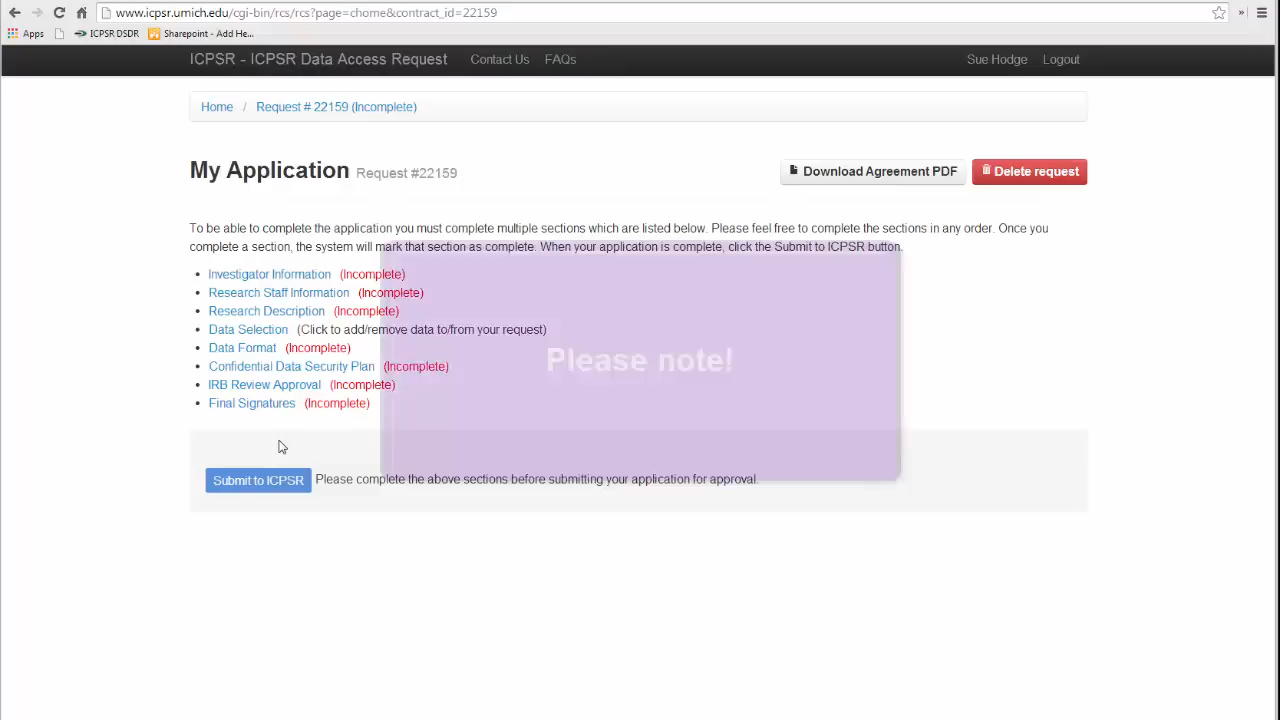 www.icpsr.umich.edu/cgi-bin/rcs/rcs?page=chome&contract_id=22159
Apps ICPSR DSDR Sharepoint - Add He...
ICPSR - ICPSR Data Access Request Contact Us FAQs Sue Hodge Logout
Home / Request # 22159 (Incomplete)
My Application Request #22159 Download Agreement PDF Delete request
To be able to complete the application you must complete multiple sections which are listed below. Please feel free to complete the sections in any order. Once you
complete a section, the system will mark that section as complete. When your application is complete, click the Submit to ICPSR button.
• Investigator Information (Incomplete)
• Research Staff Information (Incomplete)
• Research Description (Incomplete)
• Data Selection (Click to add/remove data to/from your request)
• Data Format (Incomplete)
Please note!
• Confidential Data Security Plan (Incomplete)
• IRB Review Approval (Incomplete)
• Final Signatures (Incomplete)
Submit to ICPSR Please complete the above sections before submitting your application for approval.